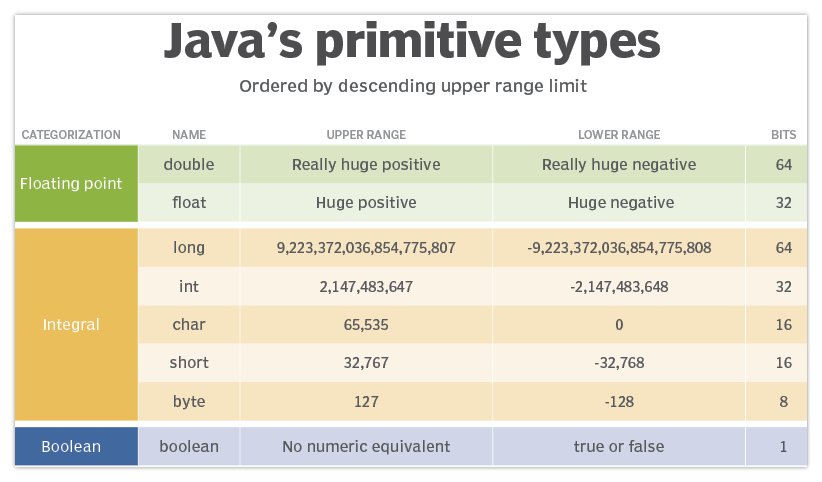 Java's primitive types
Ordered by descending upper range limit
CATEGORIZATION NAME UPPER RANGE LOWER RANGE BITS
Floating point
double Really huge positive Really huge negative 64
float Huge positive Huge negative 32
Integral
long 9,223,372,036,854,775,807 -9,223,372,036,854,775,808 64
int 2,147,483,647 -2,147,483,648 32
char 65,535 0 16
short 32,767 -32,768 16
byte 127 -128 8
Boolean boolean No numeric equivalent true or false 1